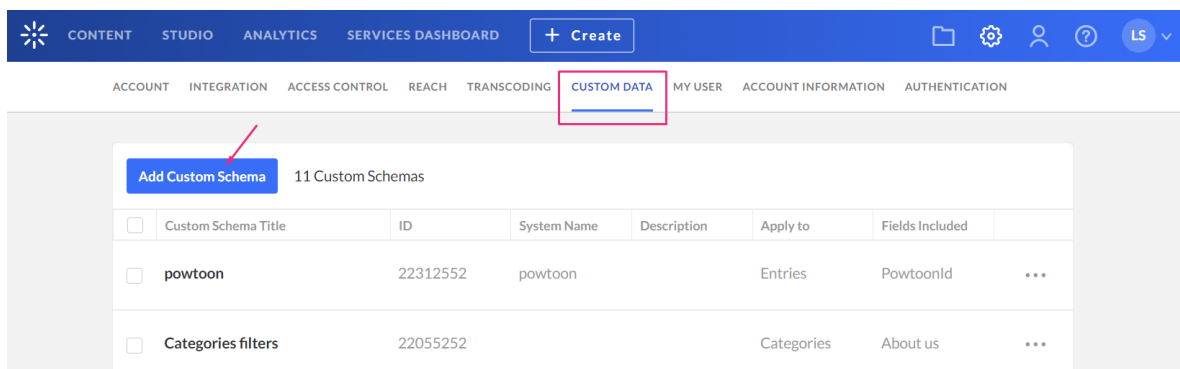 CONTENT STUDIO ANALYTICS SERVICES DASHBOARD + Create ? LS
ACCOUNT INTEGRATION ACCESS CONTROL REACH TRANSCODING CUSTOM DATA MY USER ACCOUNT INFORMATION AUTHENTICATION
Add Custom Schema 11 Custom Schemas
Custom Schema Title ID System Name Description Apply to Fields Included
powtoon 22312552 powtoon Entries PowtoonId
Categories filters 22055252 Categories About us